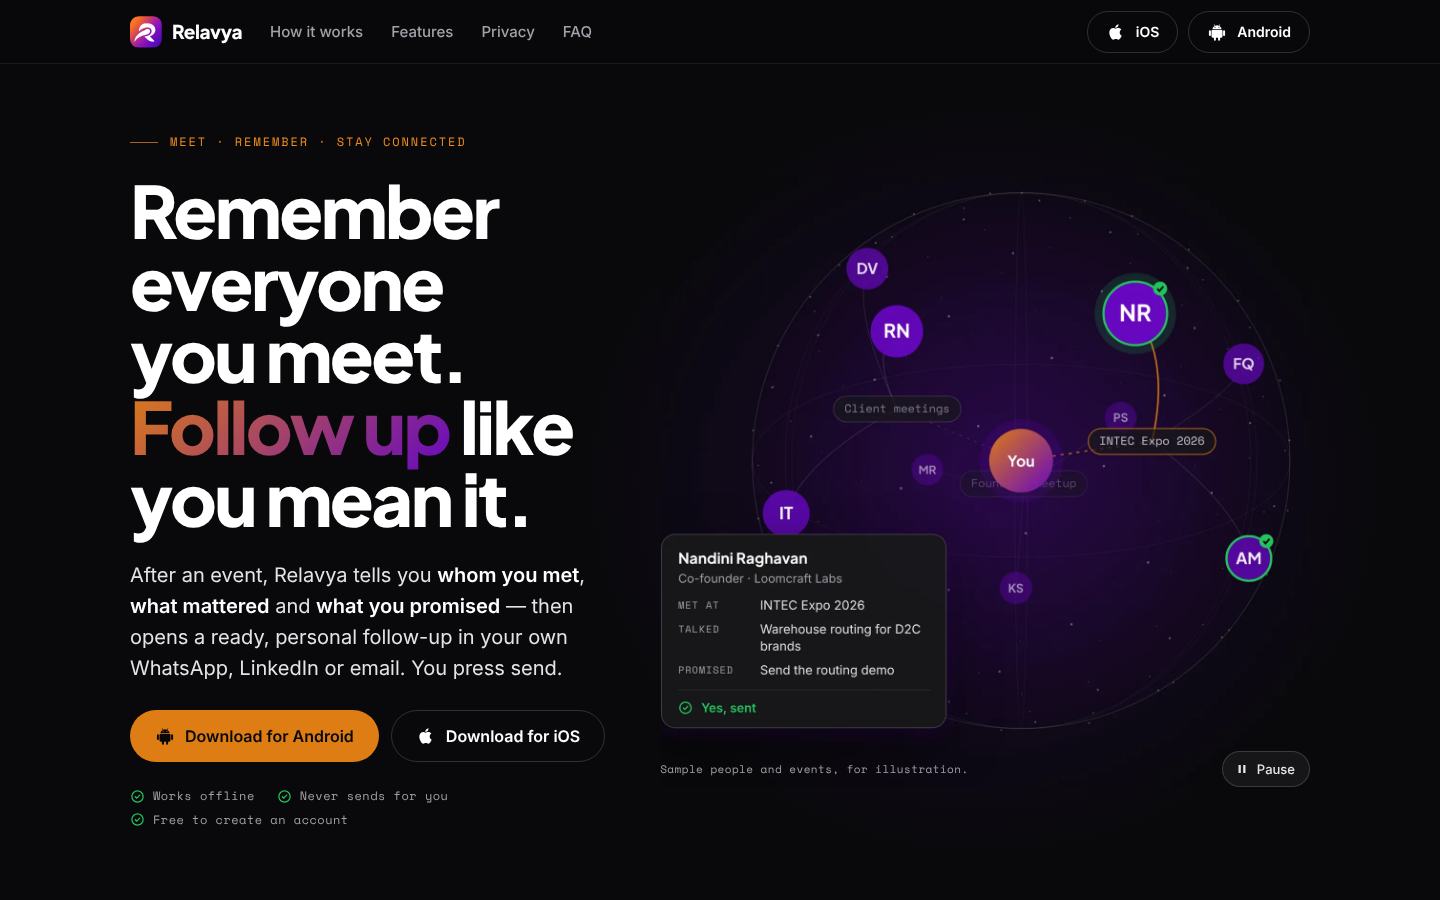 Relavya
How it works
Features
Privacy
FAQ
iOS
Android
MEET · REMEMBER · STAY CONNECTED
Remember
everyone
you meet.
Follow up like
you mean it.
After an event, Relavya tells you whom you met,
what mattered and what you promised — then
opens a ready, personal follow-up in your own
WhatsApp, LinkedIn or email. You press send.
Download for Android
Download for iOS
Works offline
Never sends for you
Free to create an account
DV
RN
NR
FQ
Client meetings
PS
INTEC Expo 2026
You
MR
IT
AM
KS
Nandini Raghavan
Co-founder · Loomcraft Labs
MET AT INTEC Expo 2026
TALKED Warehouse routing for D2C
brands
PROMISED Send the routing demo
Yes, sent
Sample people and events, for illustration.
Pause